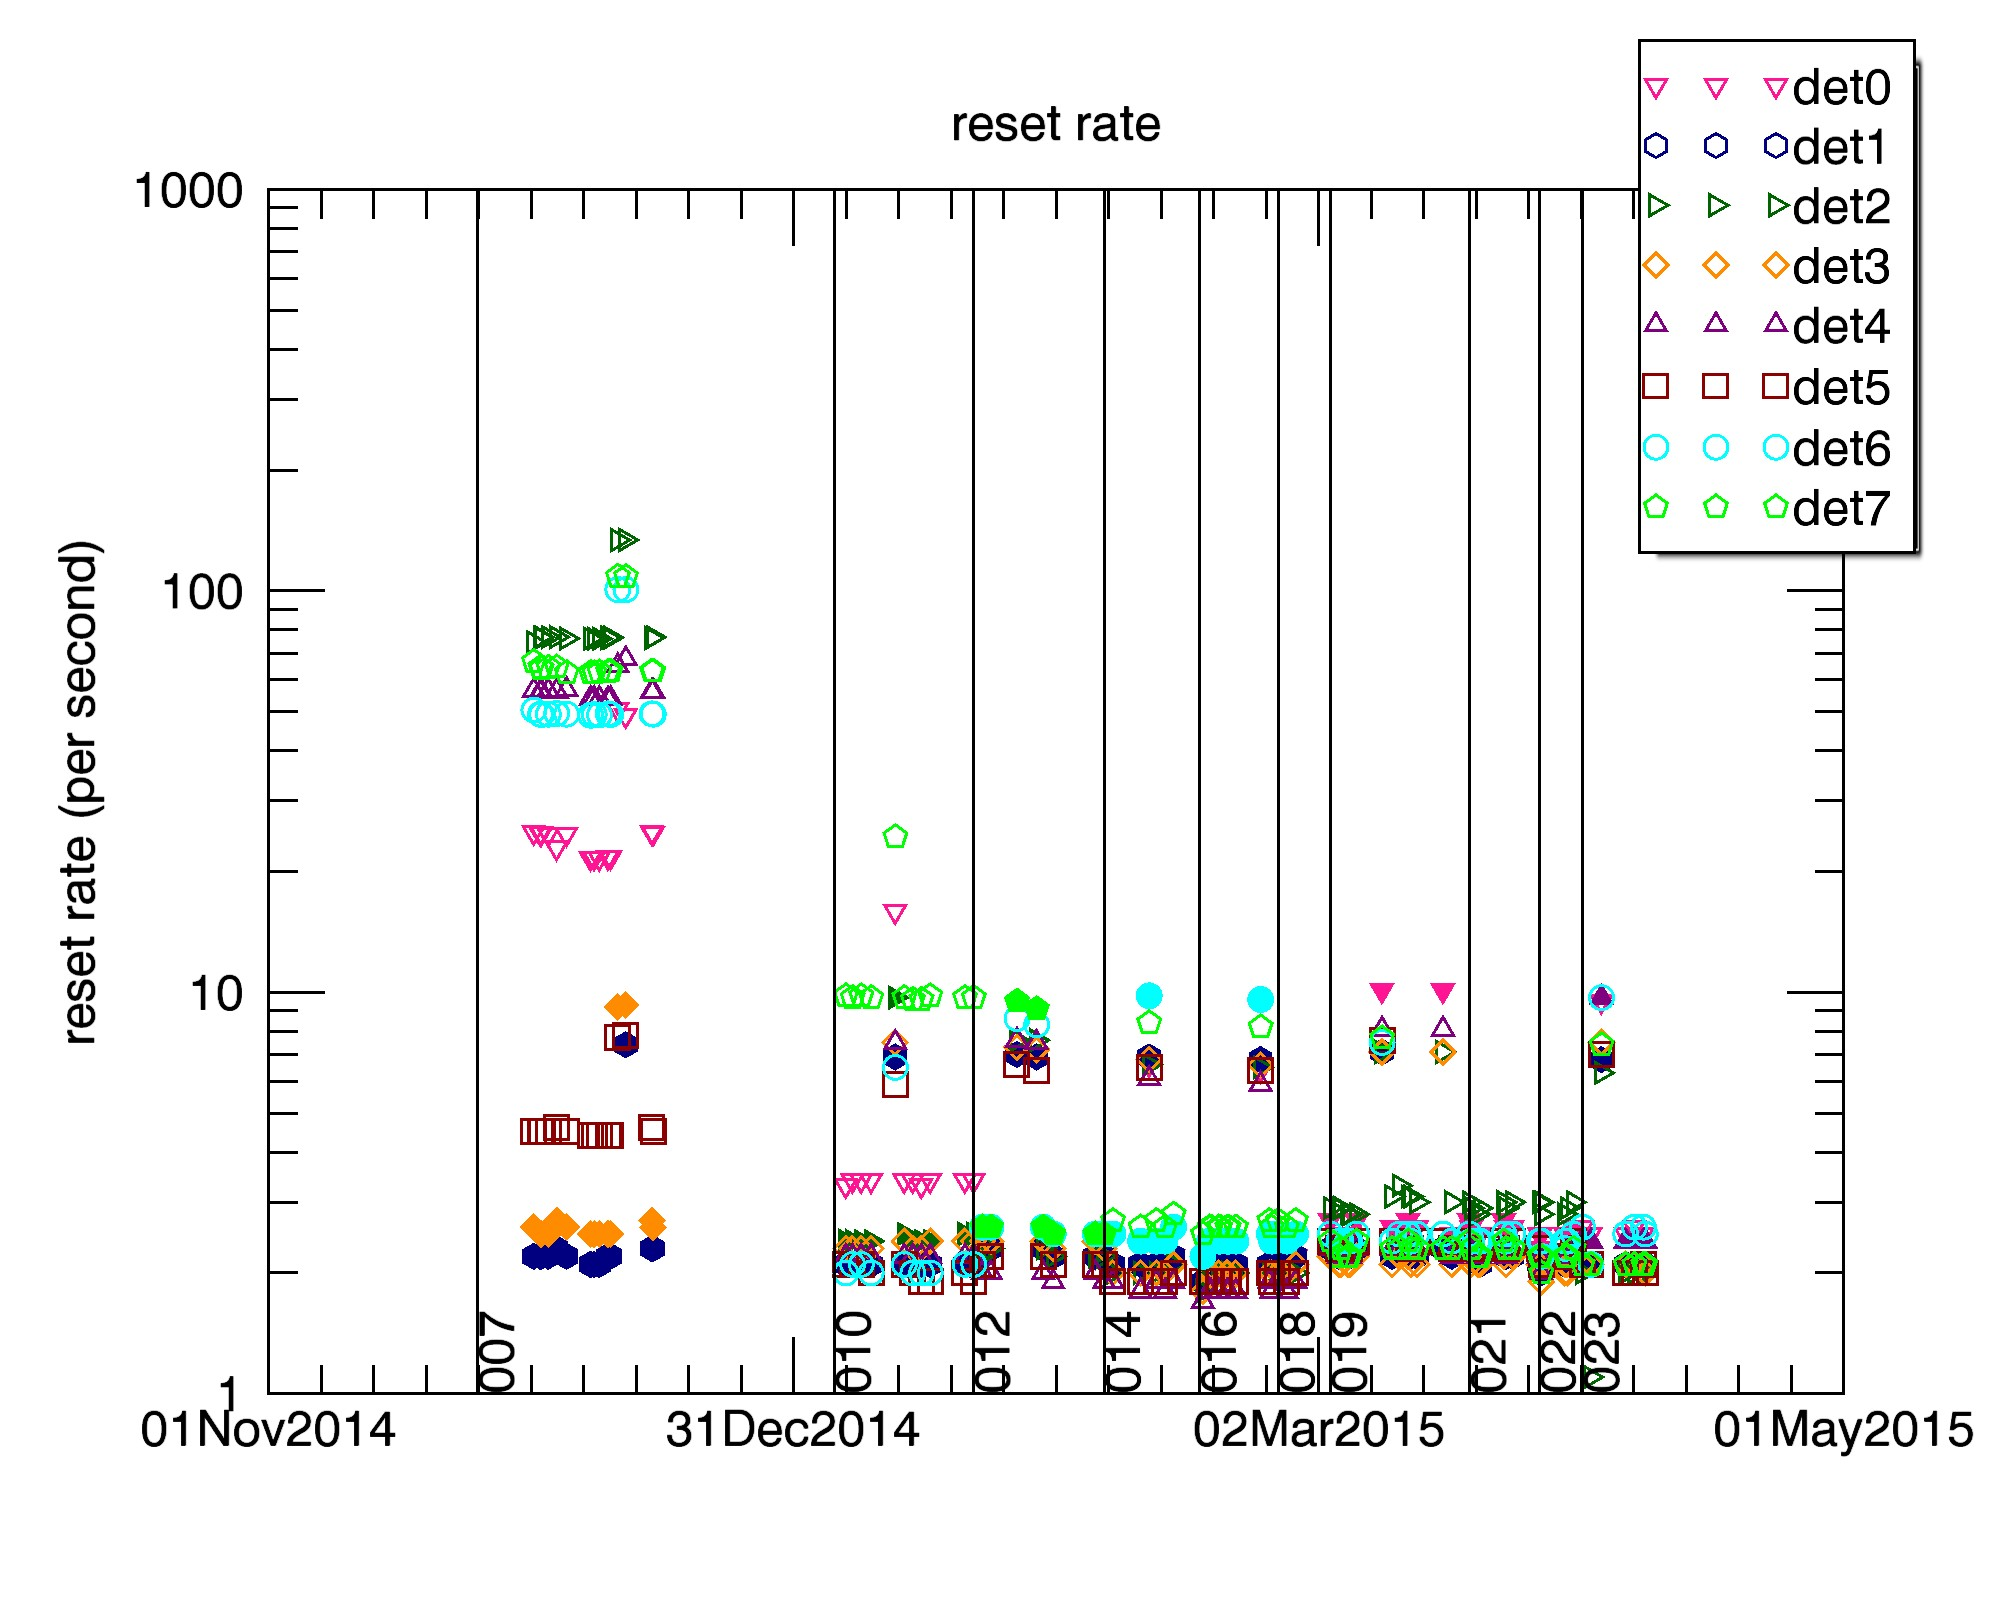 reset rate
det0
det1
det2
det3
det4
det5
det6
det7
reset rate (per second)
1000
100
10
1
007
010
012
014
016
018
019
021
022
023
01Nov2014
31Dec2014
02Mar2015
01May2015